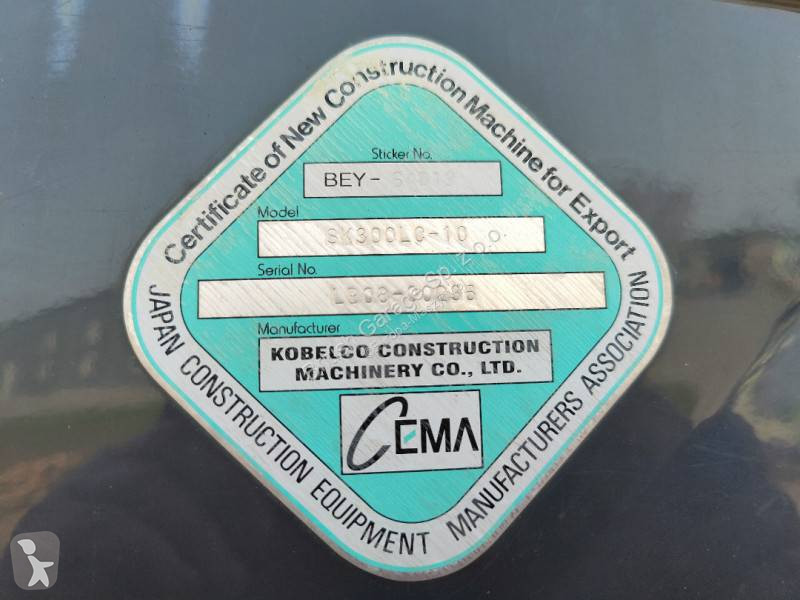 Certificate of New Construction Machine for Export
Sticker No.
BEY-
Model
SK300LC-10
Serial No.
Manufacturer
KOBELCO CONSTRUCTION
MACHINERY CO., LTD.
CEMA
JAPAN CONSTRUCTION EQUIPMENT MANUFACTURERS ASSOCIATION